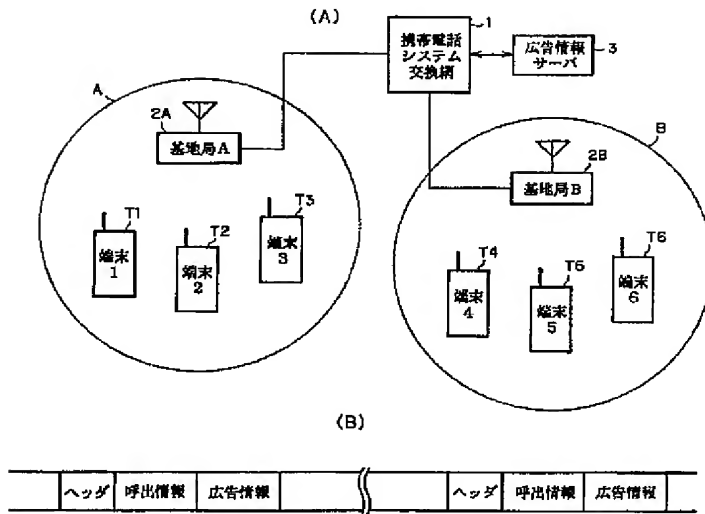 (A)
1
携帯電話
システム
交換網
広告情報
サーバ
3
A
2A
基地局A
B
2B
基地局B
T1
端末
1
T2
端末
2
T3
端末
3
T4
端末
4
T5
端末
5
T6
端末
6
(B)
ヘッダ
呼出情報
広告情報
ヘッダ
呼出情報
広告情報